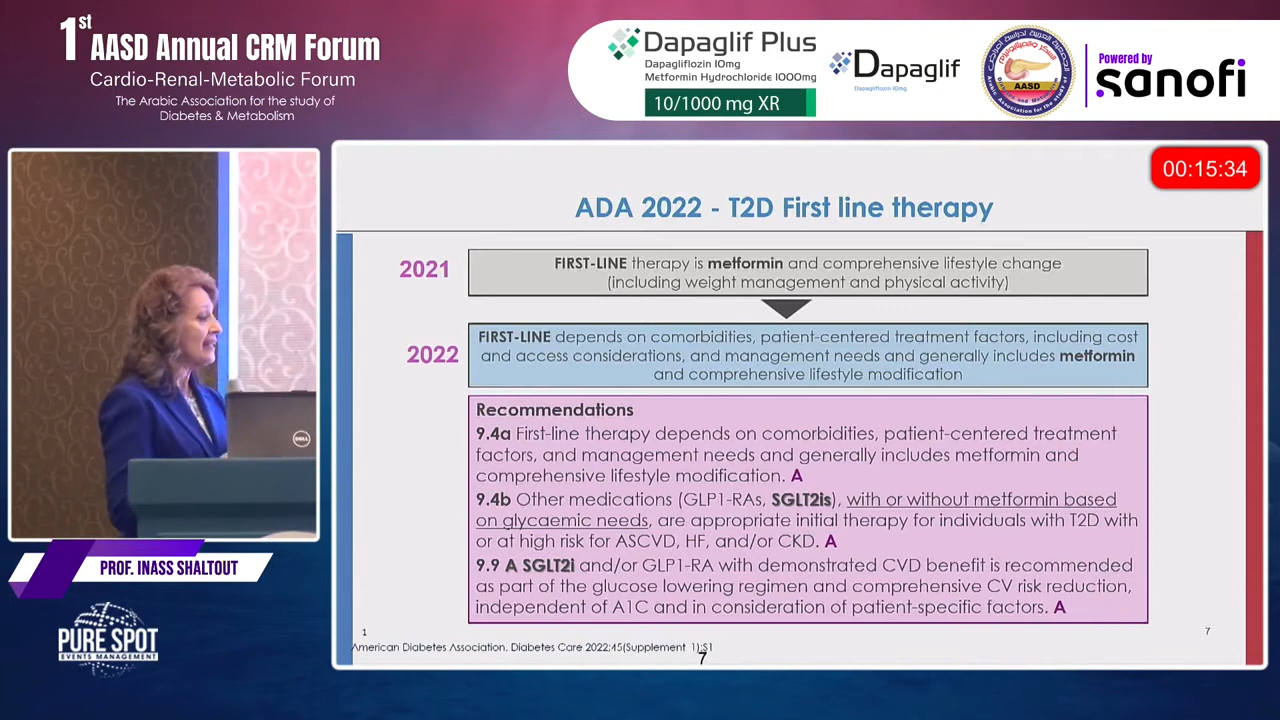 1st
AASD Annual CRM Forum
Cardio-Renal-Metabolic Forum
The Arabic Association for the study of
Diabetes & Metabolism
Dapaglif Plus
Dapagliflozin 10mg
Metformin Hydrochloride 1000mg
10/1000 mg XR
Dapaglif
Dapagliflozin 10mg
AASD
Powered by
sanofi
00:15:34
ADA 2022 - T2D First line therapy
2021
FIRST-LINE therapy is metformin and comprehensive lifestyle change
(including weight management and physical activity)
2022
FIRST-LINE depends on comorbidities, patient-centered treatment factors, including cost
and access considerations, and management needs and generally includes metformin
and comprehensive lifestyle modification
Recommendations
9.4a First-line therapy depends on comorbidities, patient-centered treatment
factors, and management needs and generally includes metformin and
comprehensive lifestyle modification. A
9.4b Other medications (GLP1-RAs, SGLT2is), with or without metformin based
on glycaemic needs, are appropriate initial therapy for individuals with T2D with
or at high risk for ASCVD, HF, and/or CKD. A
9.9 A SGLT2i and/or GLP1-RA with demonstrated CVD benefit is recommended
as part of the glucose lowering regimen and comprehensive CV risk reduction,
independent of A1C and in consideration of patient-specific factors. A
1
7
American Diabetes Association. Diabetes Care 2022;45(Supplement 1):S1
7
DELL
PROF. INASS SHALTOUT
PURE SPOT
EVENTS MANAGEMENT